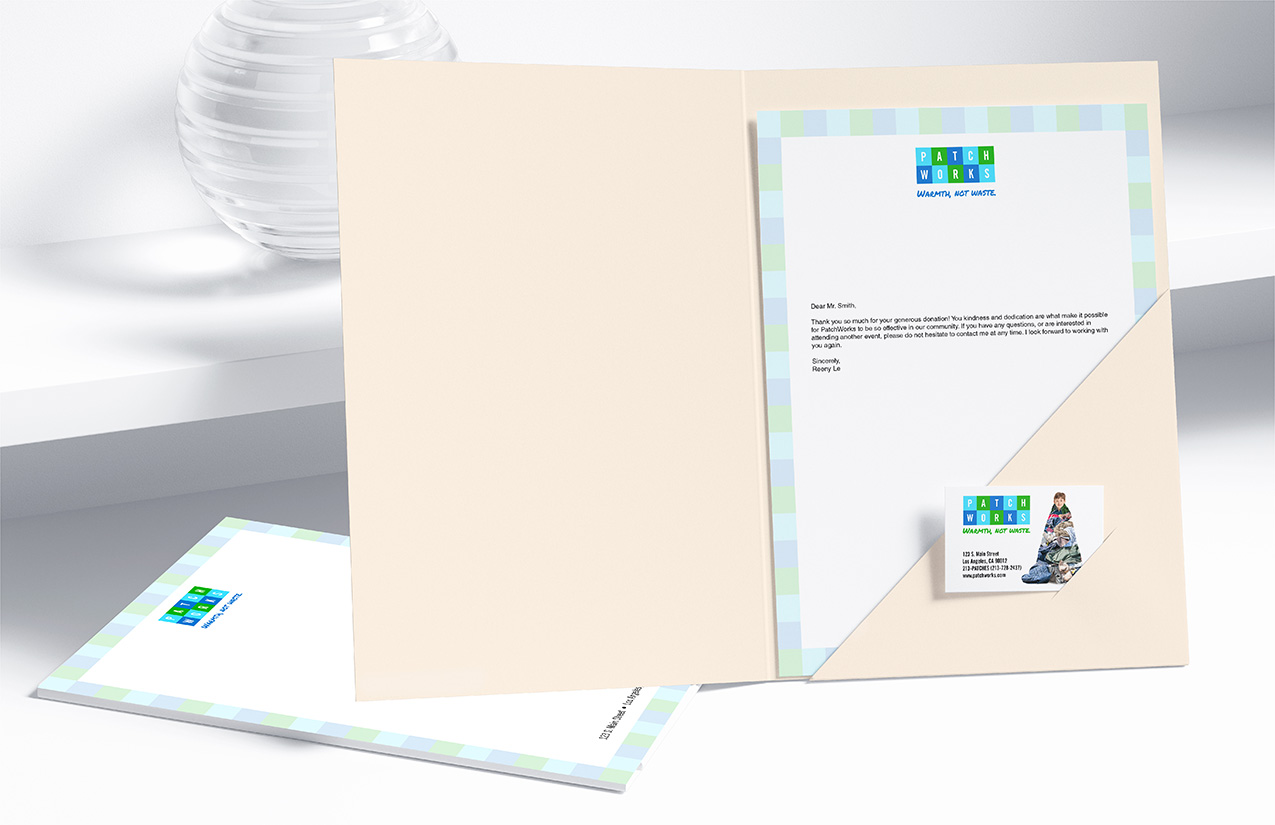 PATCH
WORKS
WARMTH, NOT WASTE.
Dear Mr. Smith,
Thank you so much for your generous donation! You kindness and dedication are what make it possible
for PatchWorks to be so effective in our community. If you have any questions, or are interested in
attending another event, please do not hesitate to contact me at any time. I look forward to working with
you again.
Sincerely,
Reeny Le
PATCH
WORKS
WARMTH, NOT WASTE.
123 S. Main Street
Los Angeles, CA 90012
213-PATCHES (213-728-2437)
www.patchworks.com
PATCH
WORKS
WARMTH, NOT WASTE.
123 S. Main Street • Los Angeles